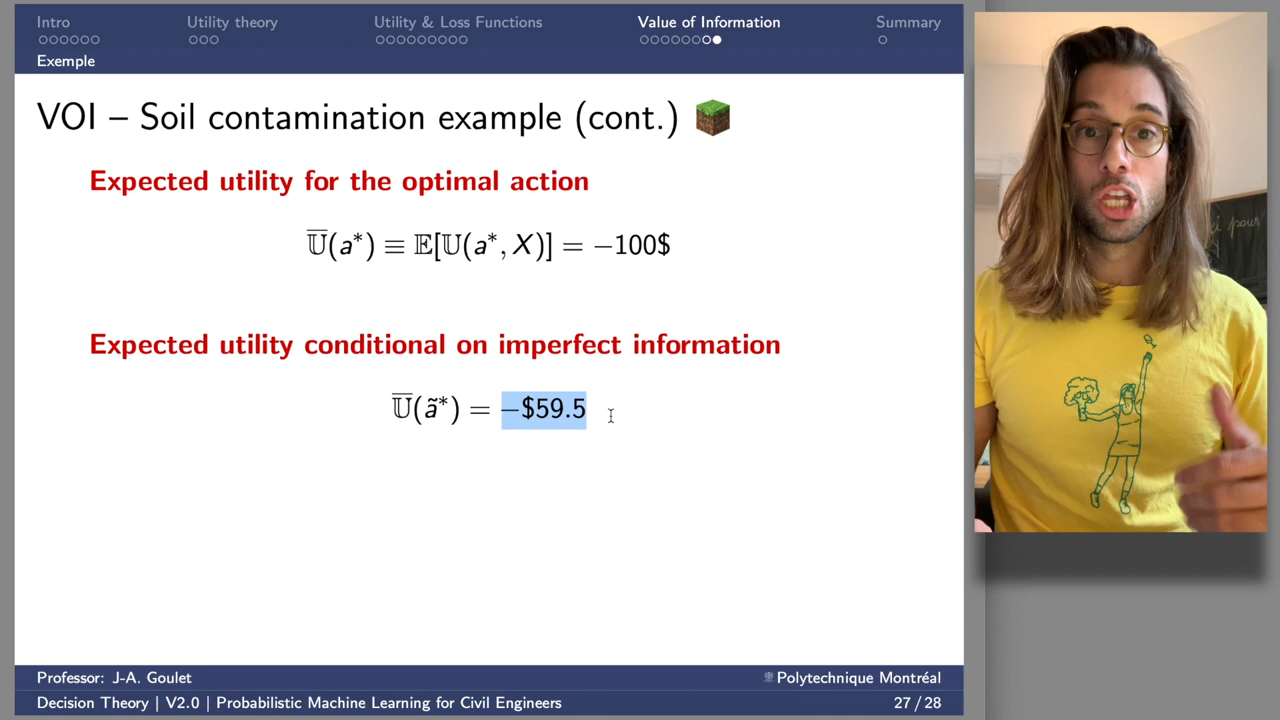 Intro Utility theory Utility & Loss Functions Value of Information Summary
Exemple
VOI – Soil contamination example (cont.)
Expected utility for the optimal action
𝕌̅(a*) ≡ 𝔼[𝕌(a*, X)] = −100$
Expected utility conditional on imperfect information
𝕌̅(ã*) = −$59.5
Professor: J-A. Goulet Polytechnique Montréal
Decision Theory | V2.0 | Probabilistic Machine Learning for Civil Engineers 27 / 28
pour